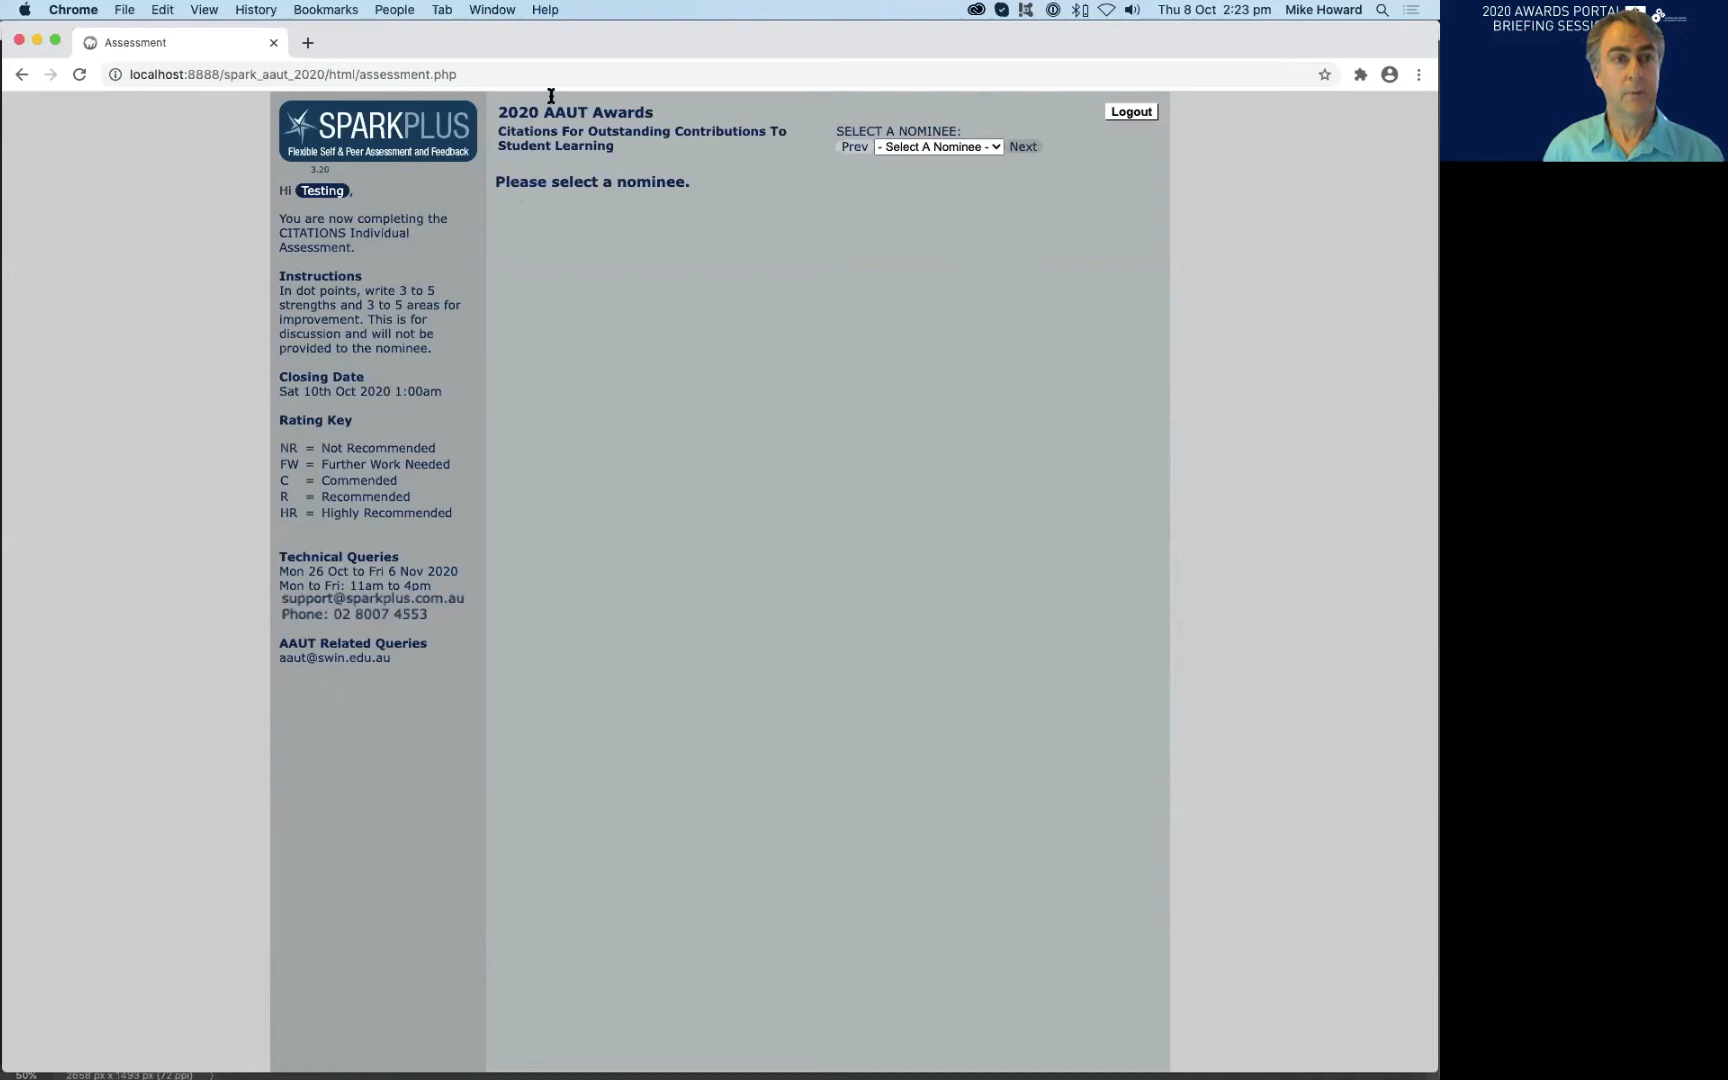 Chrome File Edit View History Bookmarks People Tab Window Help Thu 8 Oct 2:23 pm Mike Howard
2020 AWARDS PORTAL
BRIEFING SESSI
Assessment
localhost:8888/spark_aaut_2020/html/assessment.php
SPARKPLUS
Flexible Self & Peer Assessment and Feedback
3.20
Hi Testing,
You are now completing the
CITATIONS Individual
Assessment.
Instructions
In dot points, write 3 to 5
strengths and 3 to 5 areas for
improvement. This is for
discussion and will not be
provided to the nominee.
Closing Date
Sat 10th Oct 2020 1:00am
Rating Key
NR = Not Recommended
FW = Further Work Needed
C = Commended
R = Recommended
HR = Highly Recommended
Technical Queries
Mon 26 Oct to Fri 6 Nov 2020
Mon to Fri: 11am to 4pm
support@sparkplus.com.au
Phone: 02 8007 4553
AAUT Related Queries
aaut@swin.edu.au
2020 AAUT Awards
Citations For Outstanding Contributions To
Student Learning
SELECT A NOMINEE:
Prev - Select A Nominee - Next
Logout
Please select a nominee.
50% 2658 px x 1493 px (72 ppi)